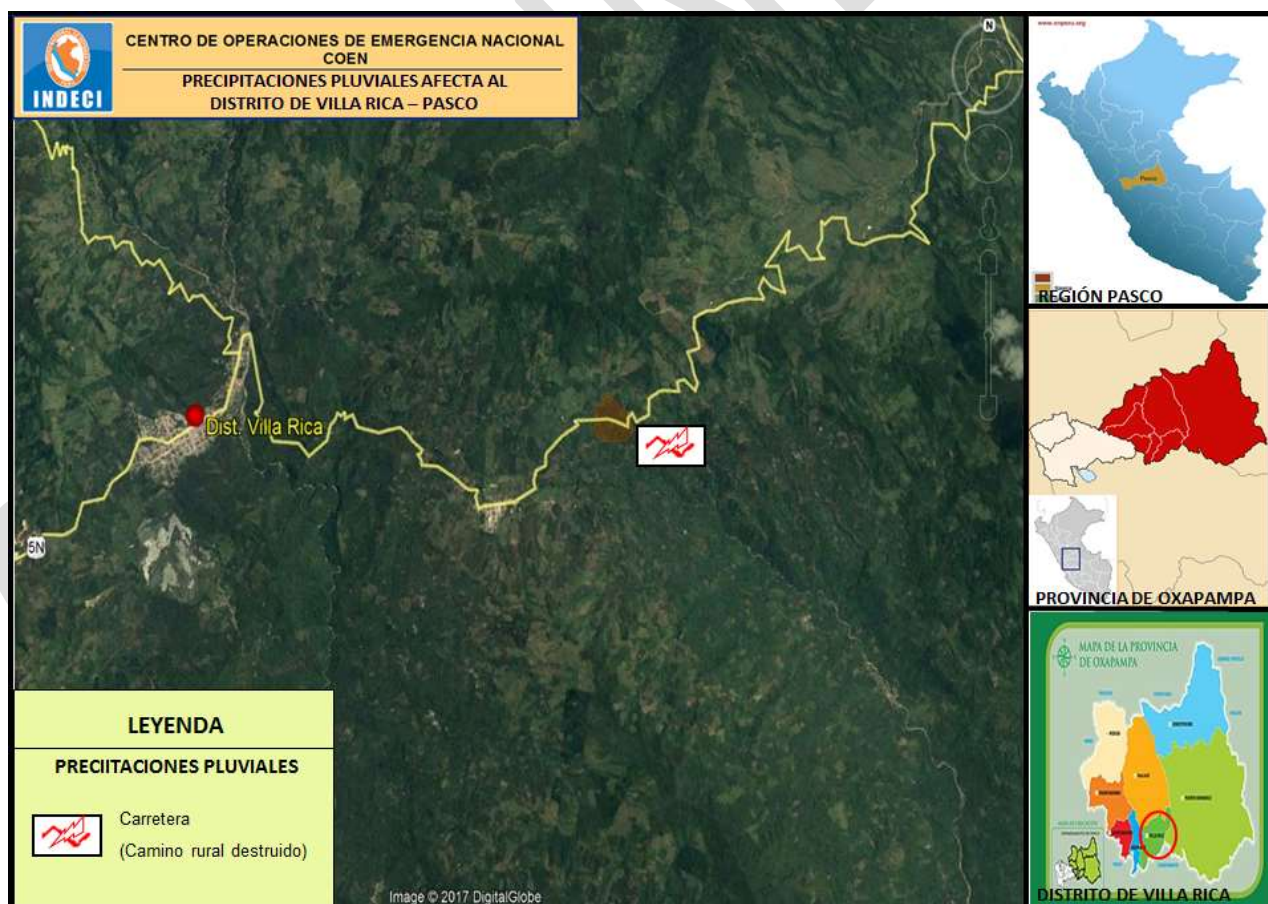 INDECI
CENTRO DE OPERACIONES DE EMERGENCIA NACIONAL
COEN
PRECIPITACIONES PLUVIALES AFECTA AL
DISTRITO DE VILLA RICA – PASCO
N
Dist. Villa Rica
5N
LEYENDA
PRECIITACIONES PLUVIALES
Carretera
(Camino rural destruido)
Image © 2017 DigitalGlobe
Pasco
REGIÓN PASCO
PROVINCIA DE OXAPAMPA
MAPA DE LA PROVINCIA
DE OXAPAMPA
DISTRITO DE VILLA RICA